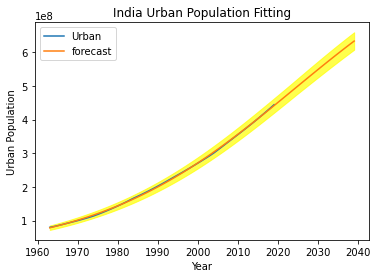 India Urban Population Fitting
1e8
Urban
forecast
6
5
4
3
2
1
Urban Population
1960 1970 1980 1990 2000 2010 2020 2030 2040
Year